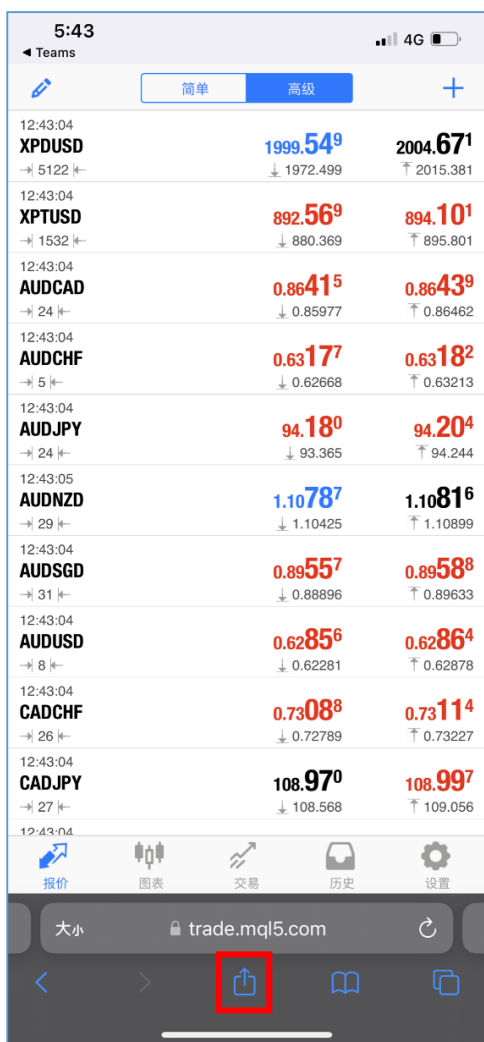 5:43
4G
◄ Teams
简单 高级
12:43:04
XPDUSD 1999.549 2004.671
5122 1972.499 2015.381
12:43:04
XPTUSD 892.569 894.101
1532 880.369 895.801
12:43:04
AUDCAD 0.86415 0.86439
24 0.85977 0.86462
12:43:04
AUDCHF 0.63177 0.63182
5 0.62668 0.63213
12:43:04
AUDJPY 94.180 94.204
24 93.365 94.244
12:43:05
AUDNZD 1.10787 1.10816
29 1.10425 1.10899
12:43:04
AUDSGD 0.89557 0.89588
31 0.88896 0.89633
12:43:04
AUDUSD 0.62856 0.62864
8 0.62281 0.62878
12:43:04
CADCHF 0.73088 0.73114
26 0.72789 0.73227
12:43:04
CADJPY 108.970 108.997
27 108.568 109.056
12:43:04
报价 图表 交易 历史 设置
大小 trade.mql5.com